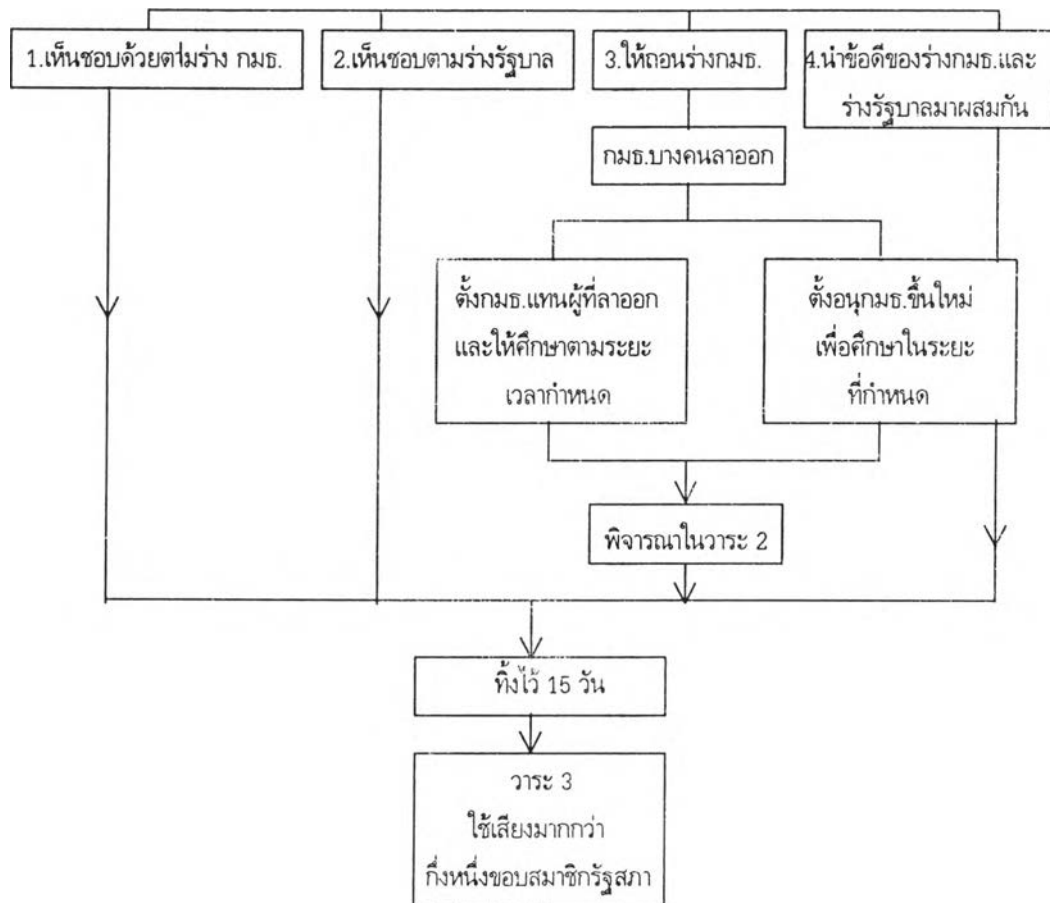 1.เห็นชอบด้วยตามร่าง กมธ.
2.เห็นชอบตามร่างรัฐบาล
3.ให้ถอนร่างกมธ.
4.นำข้อดีของร่างกมธ.และ
ร่างรัฐบาลมาผสมกัน
กมธ.บางคนลาออก
ตั้งกมธ.แทนผู้ที่ลาออก
และให้ศึกษาตามระยะ
เวลากำหนด
ตั้งอนุกมธ.ขึ้นใหม่
เพื่อศึกษาในระยะ
ที่กำหนด
พิจารณาในวาระ 2
ทิ้งไว้ 15 วัน
วาระ 3
ใช้เสียงมากกว่า
กึ่งหนึ่งขอบสมาชิกรัฐสภา